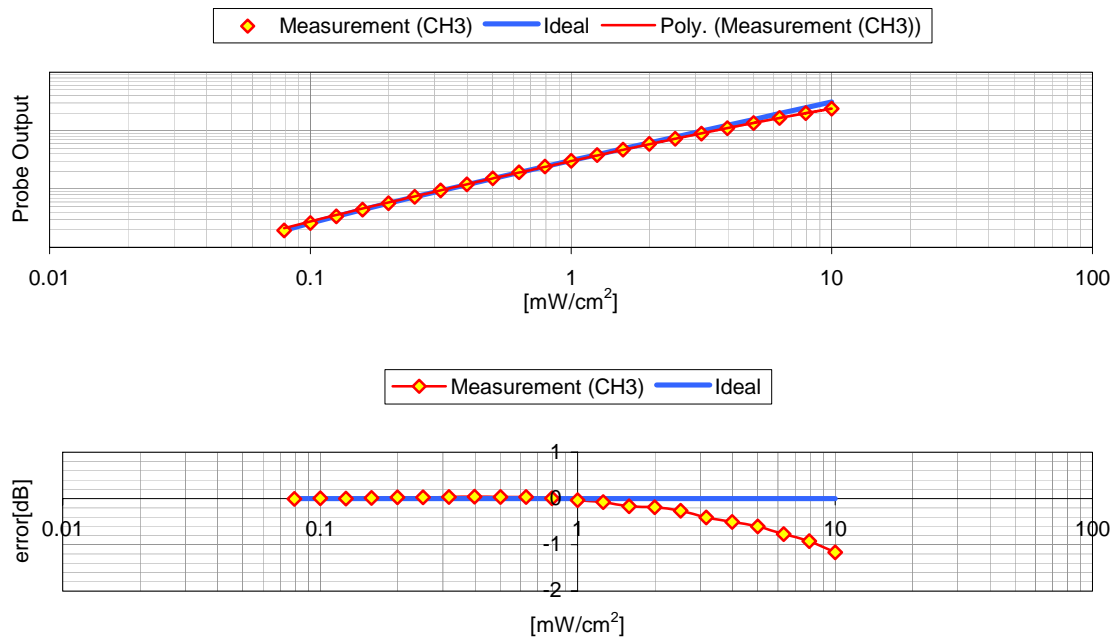 Measurement (CH3) Ideal Poly. (Measurement (CH3))
Probe Output
0.01 0.1 1 10 100
[mW/cm²]
Measurement (CH3) Ideal
error[dB]
1
0
0.01 0.1 1 10 100
-1
-2
[mW/cm²]